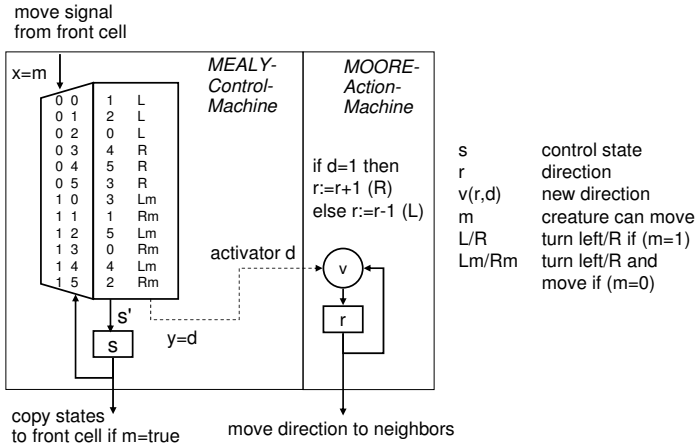 move signal
from front cell
x=m
MEALY-
Control-
Machine
MOORE-
Action-
Machine
0 0 1 L
0 1 2 L
0 2 0 L
0 3 4 R
0 4 5 R
0 5 3 R
1 0 3 Lm
1 1 1 Rm
1 2 5 Lm
1 3 0 Rm
1 4 4 Lm
1 5 2 Rm
if d=1 then
r:=r+1 (R)
else r:=r-1 (L)
activator d
v
r
s'
s
y=d
copy states
to front cell if m=true
move direction to neighbors
s control state
r direction
v(r,d) new direction
m creature can move
L/R turn left/R if (m=1)
Lm/Rm turn left/R and
move if (m=0)